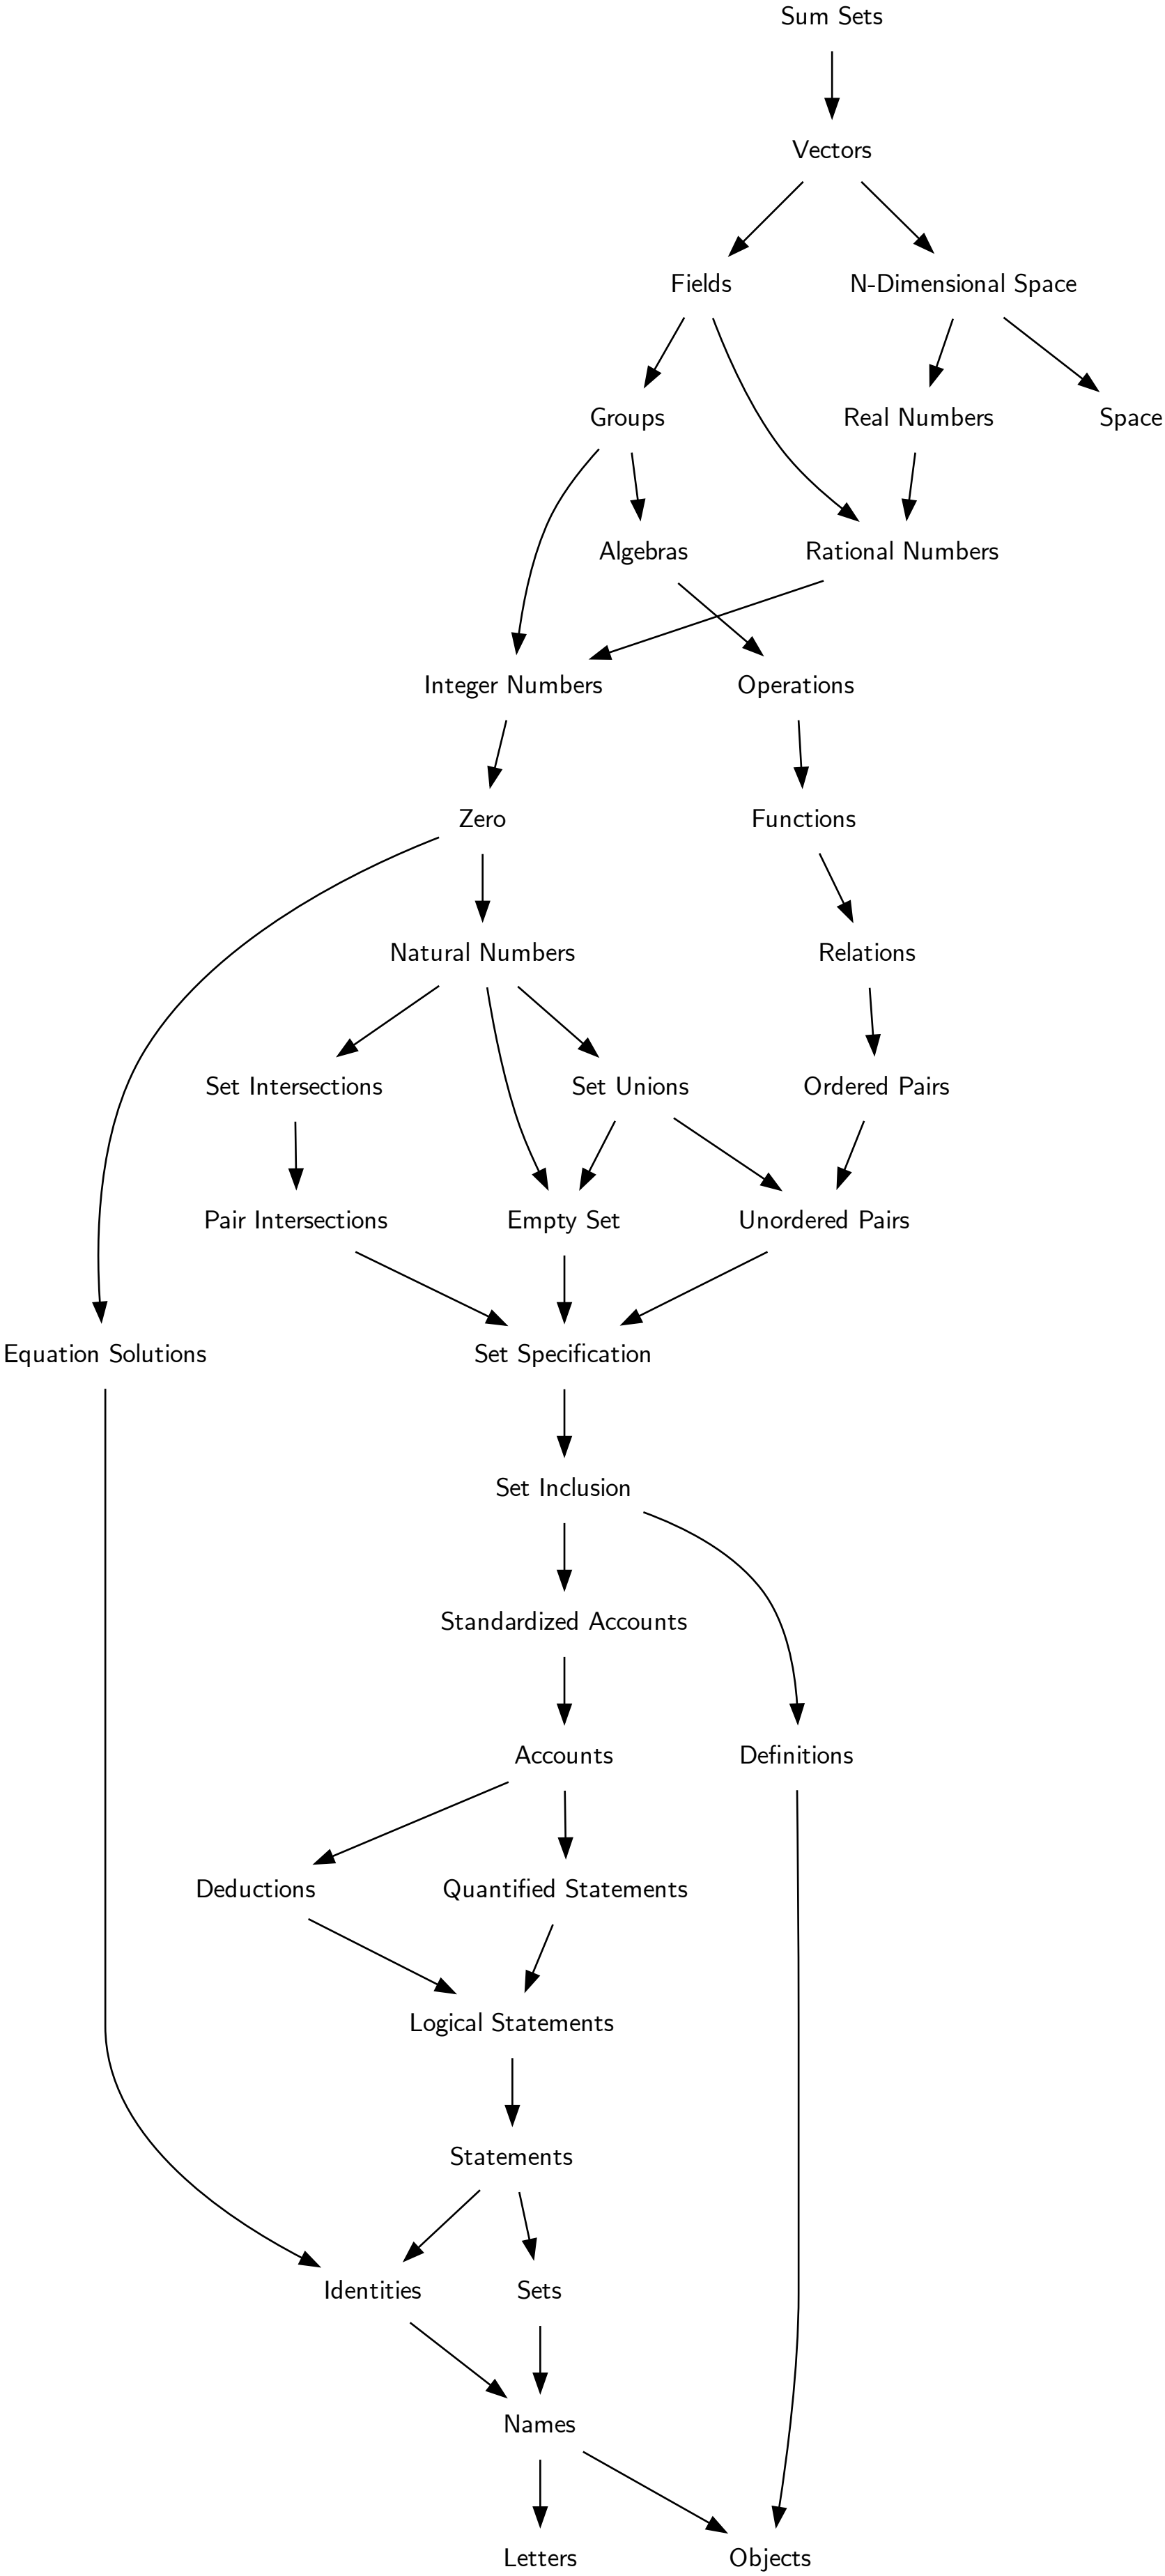 Sum Sets
Vectors
Fields
N-Dimensional Space
Groups
Real Numbers
Space
Algebras
Rational Numbers
Integer Numbers
Operations
Zero
Functions
Natural Numbers
Relations
Set Intersections
Set Unions
Ordered Pairs
Pair Intersections
Empty Set
Unordered Pairs
Equation Solutions
Set Specification
Set Inclusion
Standardized Accounts
Accounts
Definitions
Deductions
Quantified Statements
Logical Statements
Statements
Identities
Sets
Names
Letters
Objects